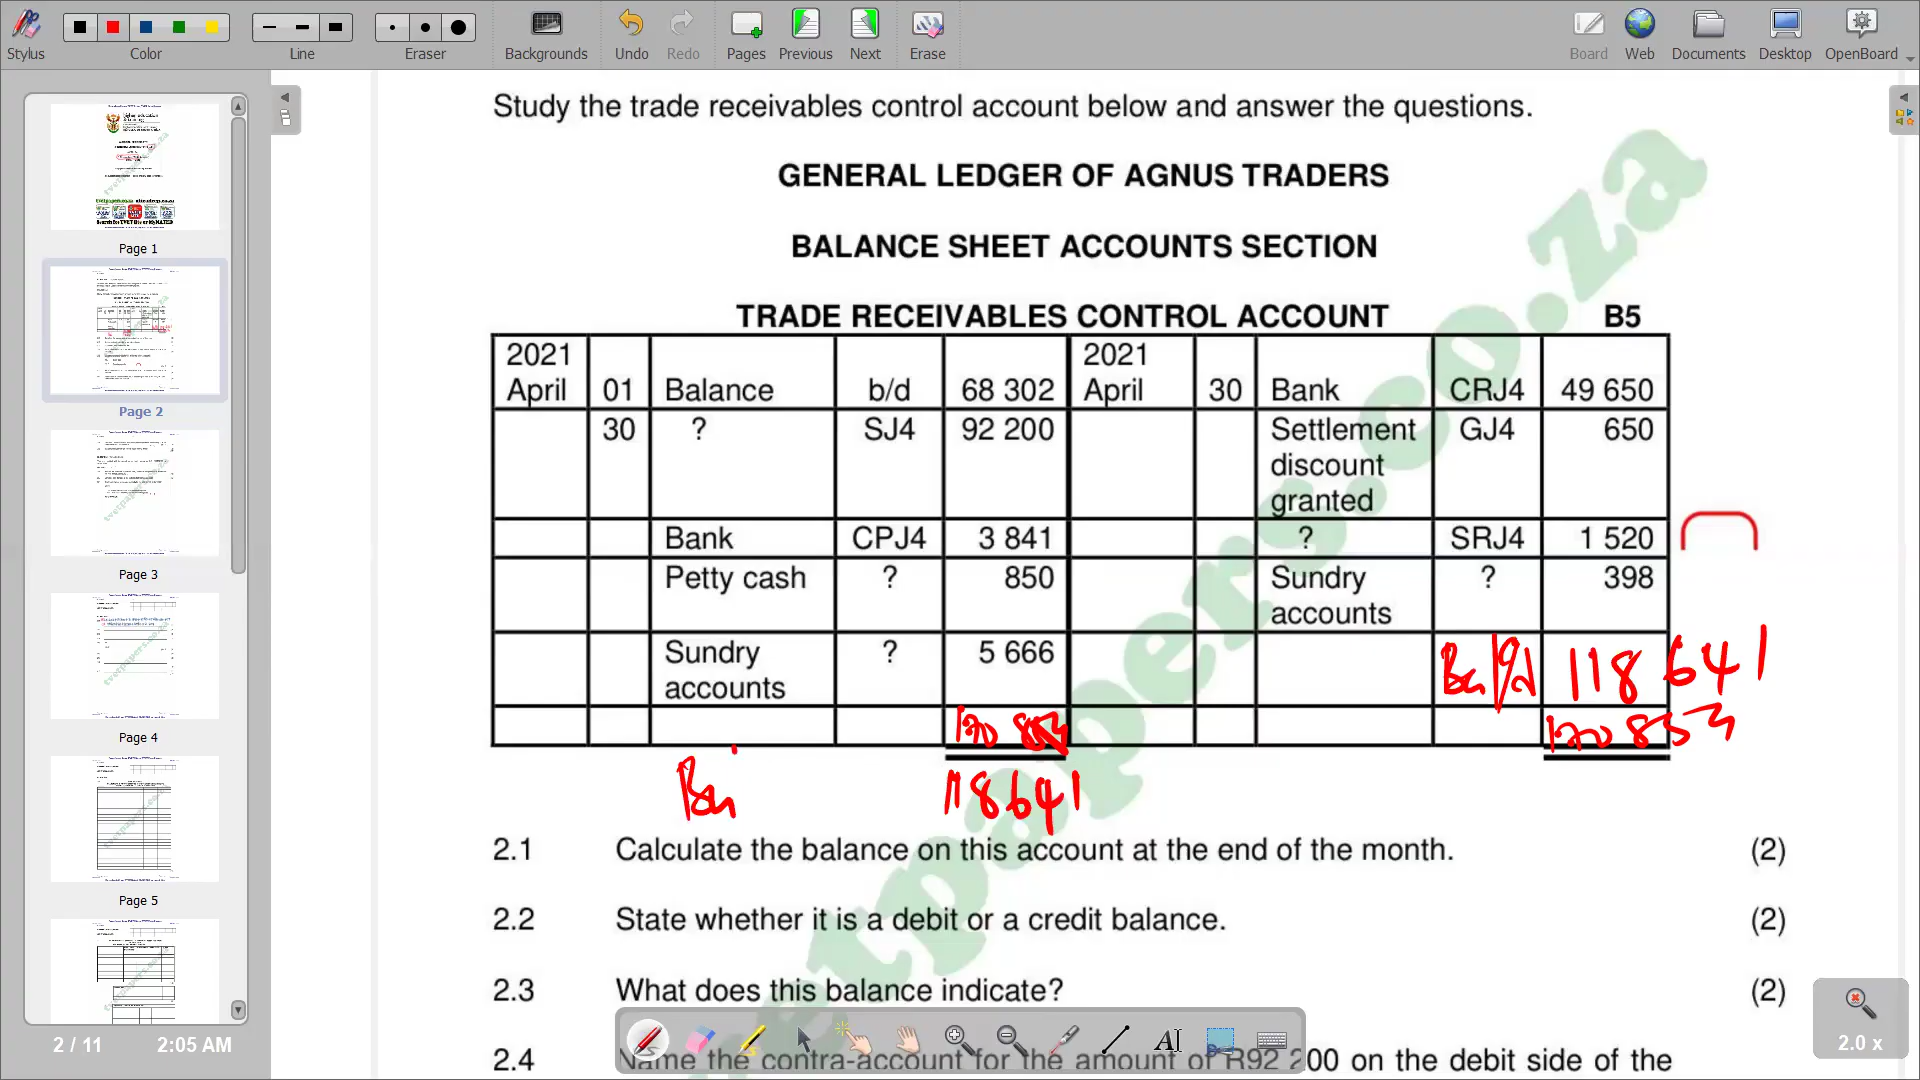 Stylus Color Line Eraser Backgrounds Undo Redo Pages Previous Next Erase Board Web Documents Desktop OpenBoard
Page 1
Page 2
Page 3
Page 4
Page 5
2 / 11 2:05 AM
Study the trade receivables control account below and answer the questions.
GENERAL LEDGER OF AGNUS TRADERS
BALANCE SHEET ACCOUNTS SECTION
TRADE RECEIVABLES CONTROL ACCOUNT B5
2021 2021
April 01 Balance b/d 68 302 April 30 Bank CRJ4 49 650
30 ? SJ4 92 200 Settlement GJ4 650
discount
granted
Bank CPJ4 3 841 ? SRJ4 1 520
Petty cash ? 850 Sundry ? 398
accounts
Sundry ? 5 666 118 641
accounts
170 853
118641
2.1 Calculate the balance on this account at the end of the month. (2)
2.2 State whether it is a debit or a credit balance. (2)
2.3 What does this balance indicate? (2)
2.4 Name the contra-account for the amount of R92 200 on the debit side of the
2.0 x
tvetpapers.co.za